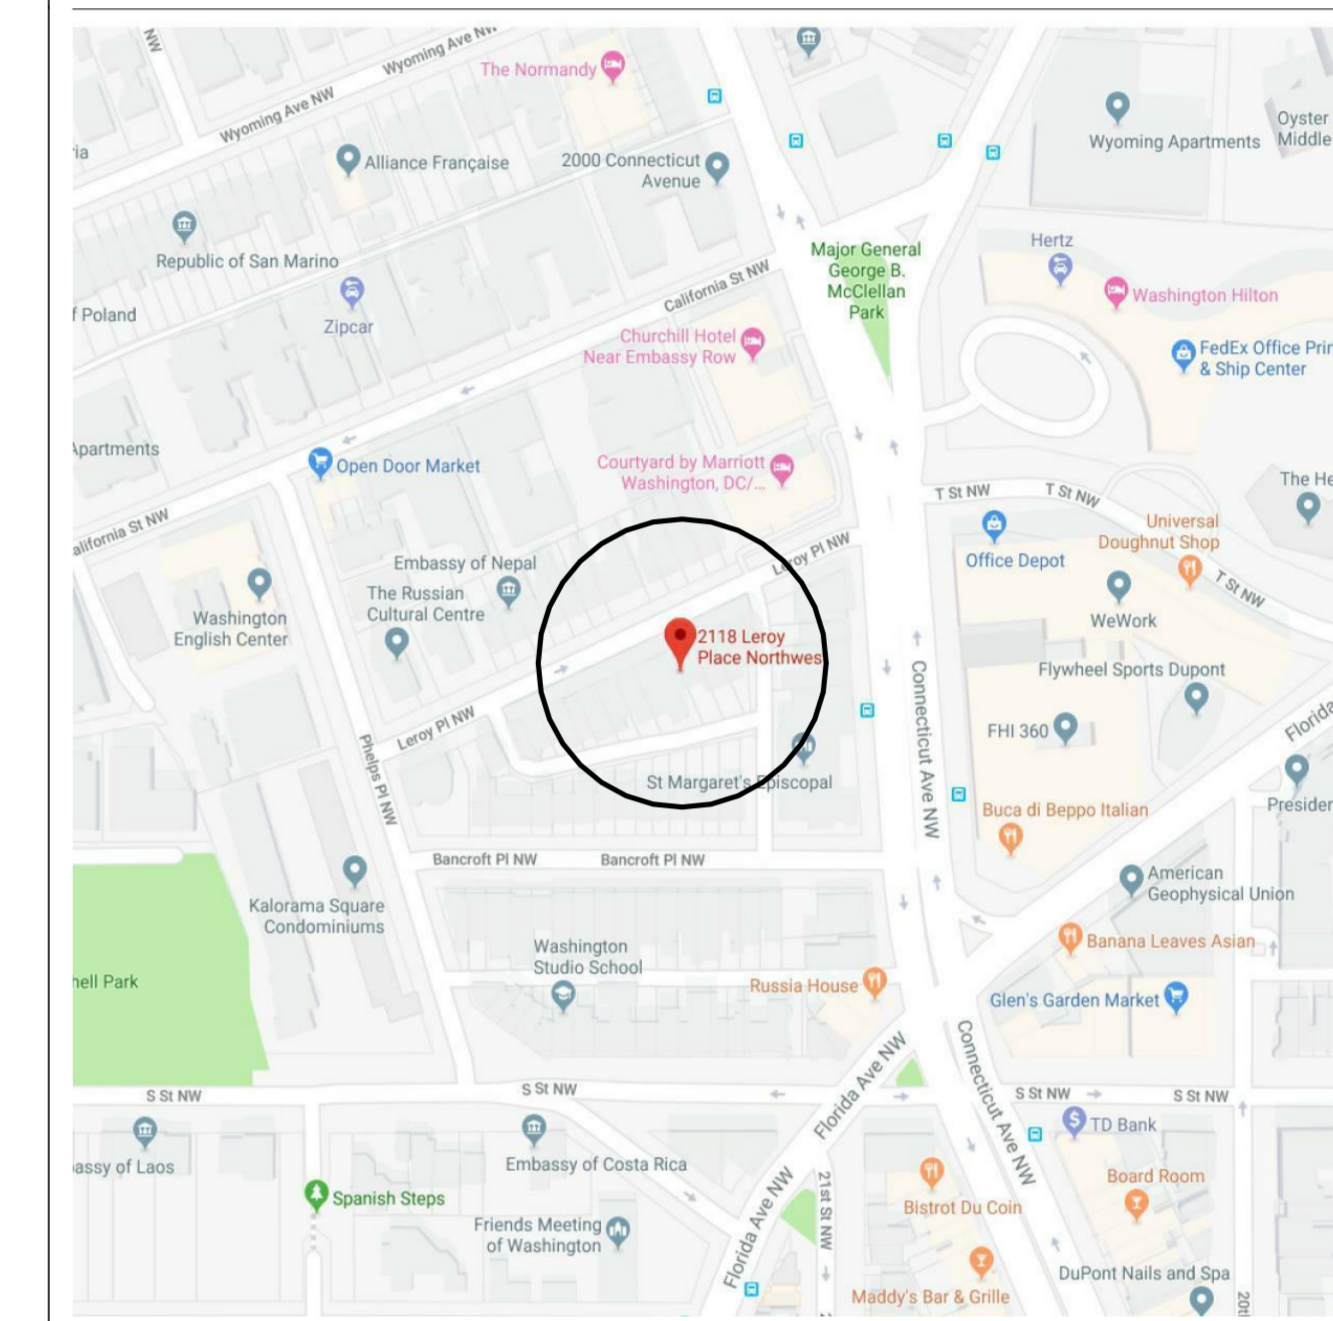 NW
Wyoming Ave NW
The Normandy
Wyoming Ave NW
Wyoming Apartments
Oyster
Middle
ia
Alliance Française
2000 Connecticut
Avenue
Republic of San Marino
Major General
George B.
McClellan
Park
Hertz
Washington Hilton
California St NW
f Poland
Zipcar
Churchill Hotel
Near Embassy Row
FedEx Office Prin
& Ship Center
Apartments
Open Door Market
Courtyard by Marriott
Washington, DC/...
T St NW
T St NW
The He
alifornia St NW
Universal
Doughnut Shop
Office Depot
Leroy Pl NW
Embassy of Nepal
The Russian
Cultural Centre
T St NW
WeWork
Washington
English Center
2118 Leroy
Place Northwes
Flywheel Sports Dupont
Connecticut Ave NW
Leroy Pl NW
FHI 360
Florida
Phelps Pl NW
St Margaret's Episcopal
Buca di Beppo Italian
Presider
Bancroft Pl NW
Bancroft Pl NW
American
Geophysical Union
Kalorama Square
Condominiums
Banana Leaves Asian
Washington
Studio School
hell Park
Russia House
Glen's Garden Market
Connecticut Ave NW
Florida Ave NW
S St NW
S St NW
S St NW
S St NW
TD Bank
assy of Laos
Embassy of Costa Rica
Board Room
Spanish Steps
Florida Ave NW
21st St NW
Bistrot Du Coin
Friends Meeting
of Washington
DuPont Nails and Spa
Maddy's Bar & Grille
20th
2